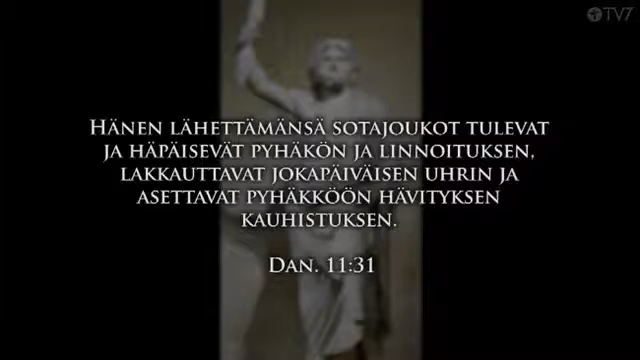 TV7
Hänen lähettämänsä sotajoukot tulevat
ja häpäisevät pyhäkön ja linnoituksen,
lakkauttavat jokapäiväisen uhrin ja
asettavat pyhäkköön hävityksen
kauhistuksen.
Dan. 11:31